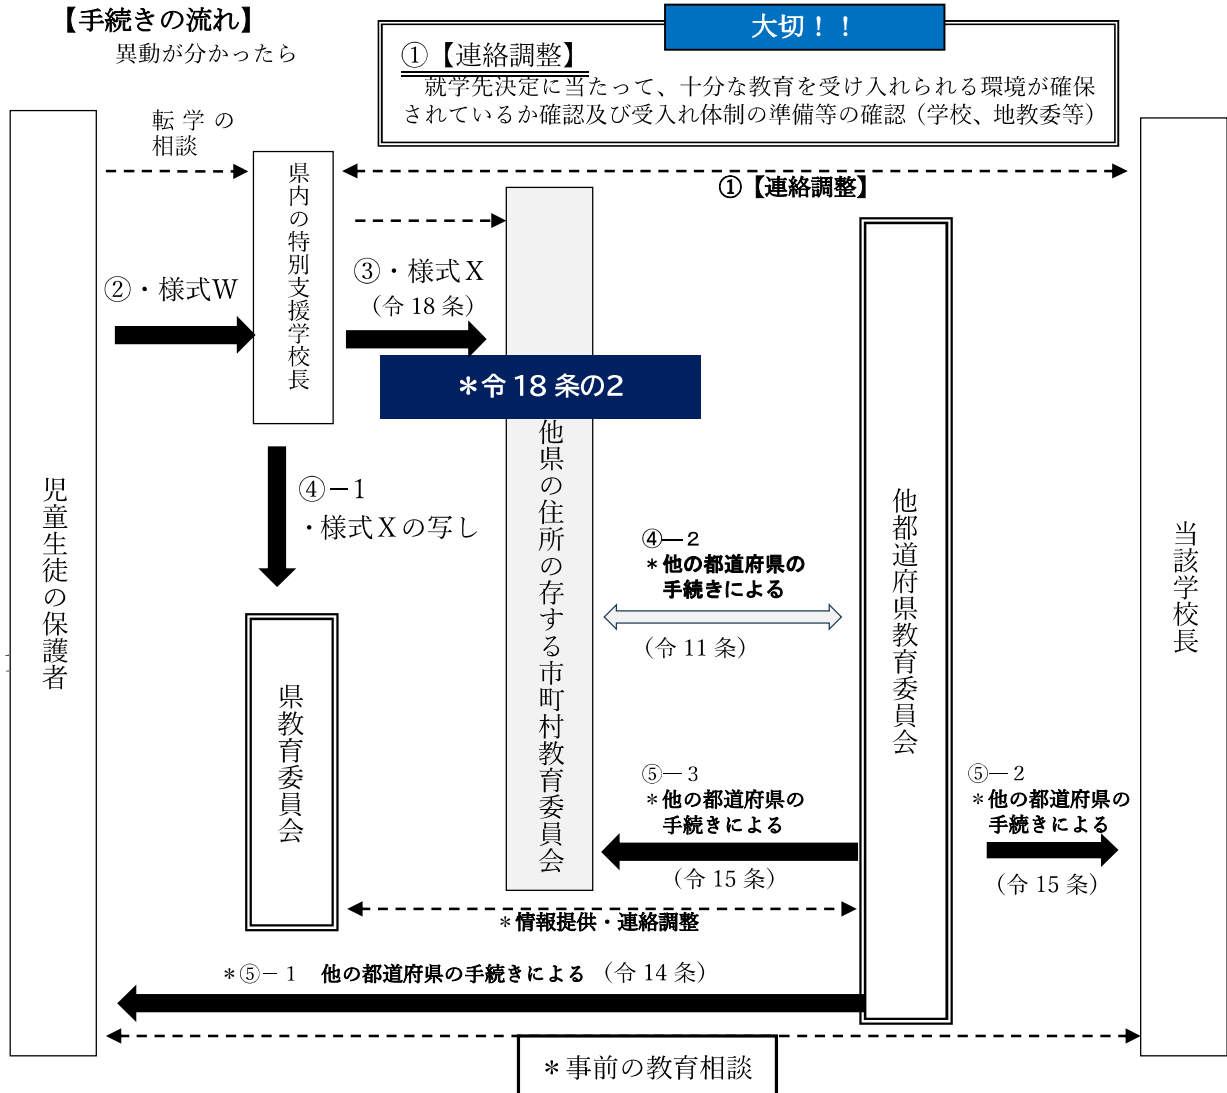 【手続きの流れ】
異動が分かったら
大切！！
①【連絡調整】
就学先決定に当たって、十分な教育を受け入れられる環境が確保
されているか確認及び受入れ体制の準備等の確認（学校、地教委等）
転学の
相談
①【連絡調整】
県内の特別支援学校長
②・様式W
③・様式X
（令 18 条）
＊令 18 条の2
他県の住所の存する市町村教育委員会
④－1
・様式Xの写し
児童生徒の保護者
④―2
＊他の都道府県の
手続きによる
（令 11 条）
他都道府県教育委員会
当該学校長
県教育委員会
⑤―3
＊他の都道府県の
手続きによる
（令 15 条）
⑤―2
＊他の都道府県の
手続きによる
（令 15 条）
＊情報提供・連絡調整
＊⑤－1 他の都道府県の手続きによる （令 14 条）
＊事前の教育相談